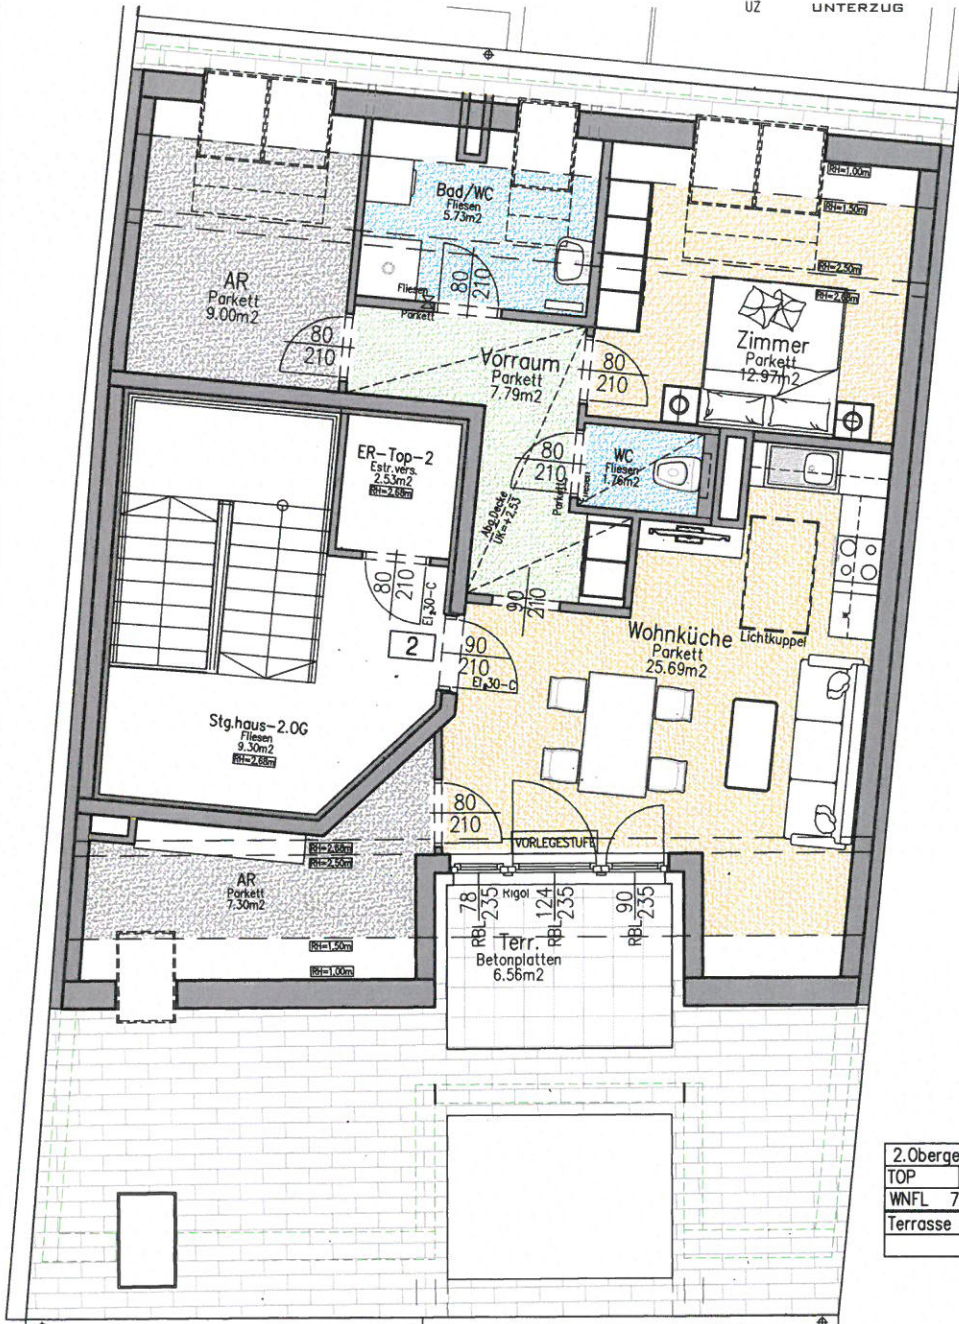 UZ UNTERZUG
RH=1,00m
RH=1,50m
RH=2,50m
RH=2,68m
Bad/WC
Fliesen
5.73m2
80
210
Fliesen
Parkett
AR
Parkett
9.00m2
80
210
Vorraum
Parkett
7.79m2
80
210
Zimmer
Parkett
12.97m2
ER-Top-2
Estr.vers.
2.53m2
RH=2,68m
80
210
WC
Fliesen
1.76m2
Parkett
Fliesen
Abg.Decke
UK=+2,53
80
210
EI₂30-C
90
210
2
90
210
EI₂30-C
Wohnküche
Parkett
25.69m2
Lichtkuppel
Stg.haus-2.OG
Fliesen
9.30m2
RH=2,68m
80
210
VORLEGESTUFE
RH=2,68m
RH=2,50m
AR
Parkett
7.30m2
RH=1,50m
RH=1,00m
Rigol
RBL 78
235
RBL 124
235
RBL 90
235
Terr.
Betonplatten
6.56m2
2.Oberge
TOP
WNFL 7
Terrasse